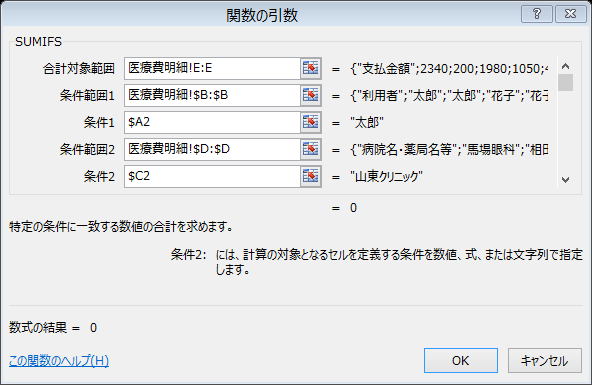 関数の引数
SUMIFS
合計対象範囲 医療費明細!E:E = {"支払金額";2340;200;1980;1050;4
条件範囲1 医療費明細!$B:$B = {"利用者";"太郎";"太郎";"花子";"花子
条件1 $A2 = "太郎"
条件範囲2 医療費明細!$D:$D = {"病院名・薬局名等";"馬場眼科";"相田
条件2 $C2 = "山東クリニック"
= 0
特定の条件に一致する数値の合計を求めます。
条件2: には、計算の対象となるセルを定義する条件を数値、式、または文字列で指定
します。
数式の結果 = 0
この関数のヘルプ(H)
OK キャンセル